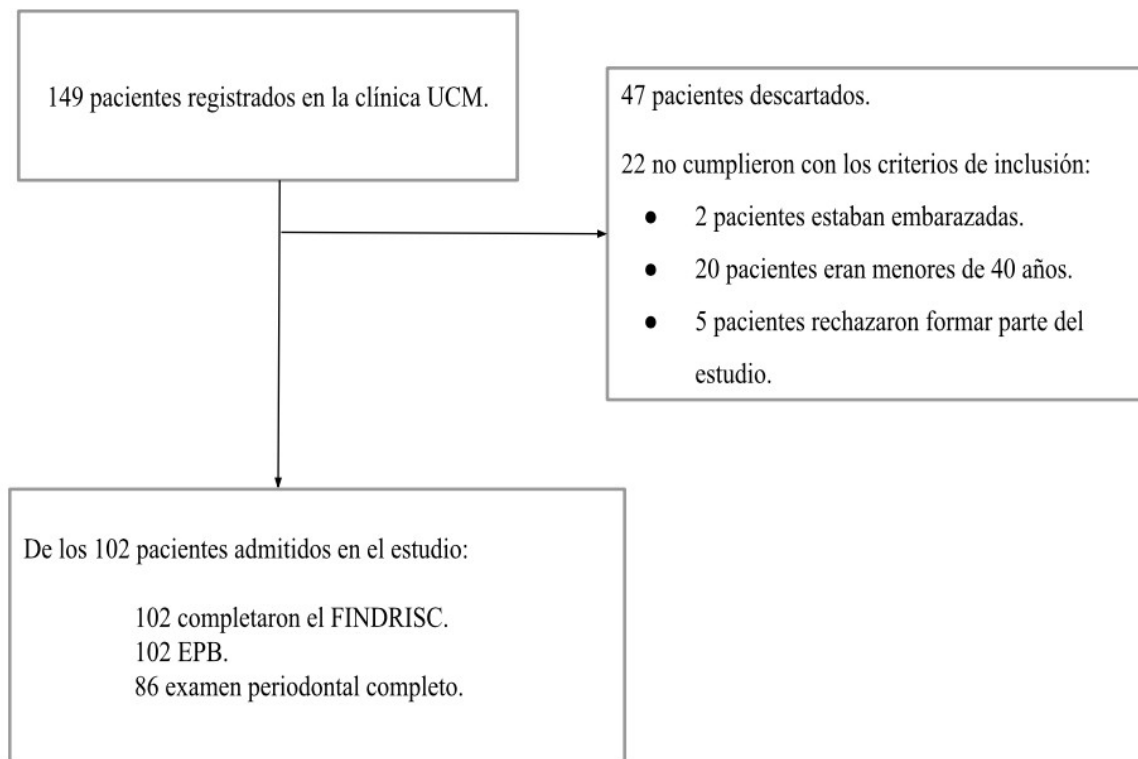 149 pacientes registrados en la clínica UCM.
47 pacientes descartados.
22 no cumplieron con los criterios de inclusión:
● 2 pacientes estaban embarazadas.
● 20 pacientes eran menores de 40 años.
● 5 pacientes rechazaron formar parte del
estudio.
De los 102 pacientes admitidos en el estudio:
102 completaron el FINDRISC.
102 EPB.
86 examen periodontal completo.